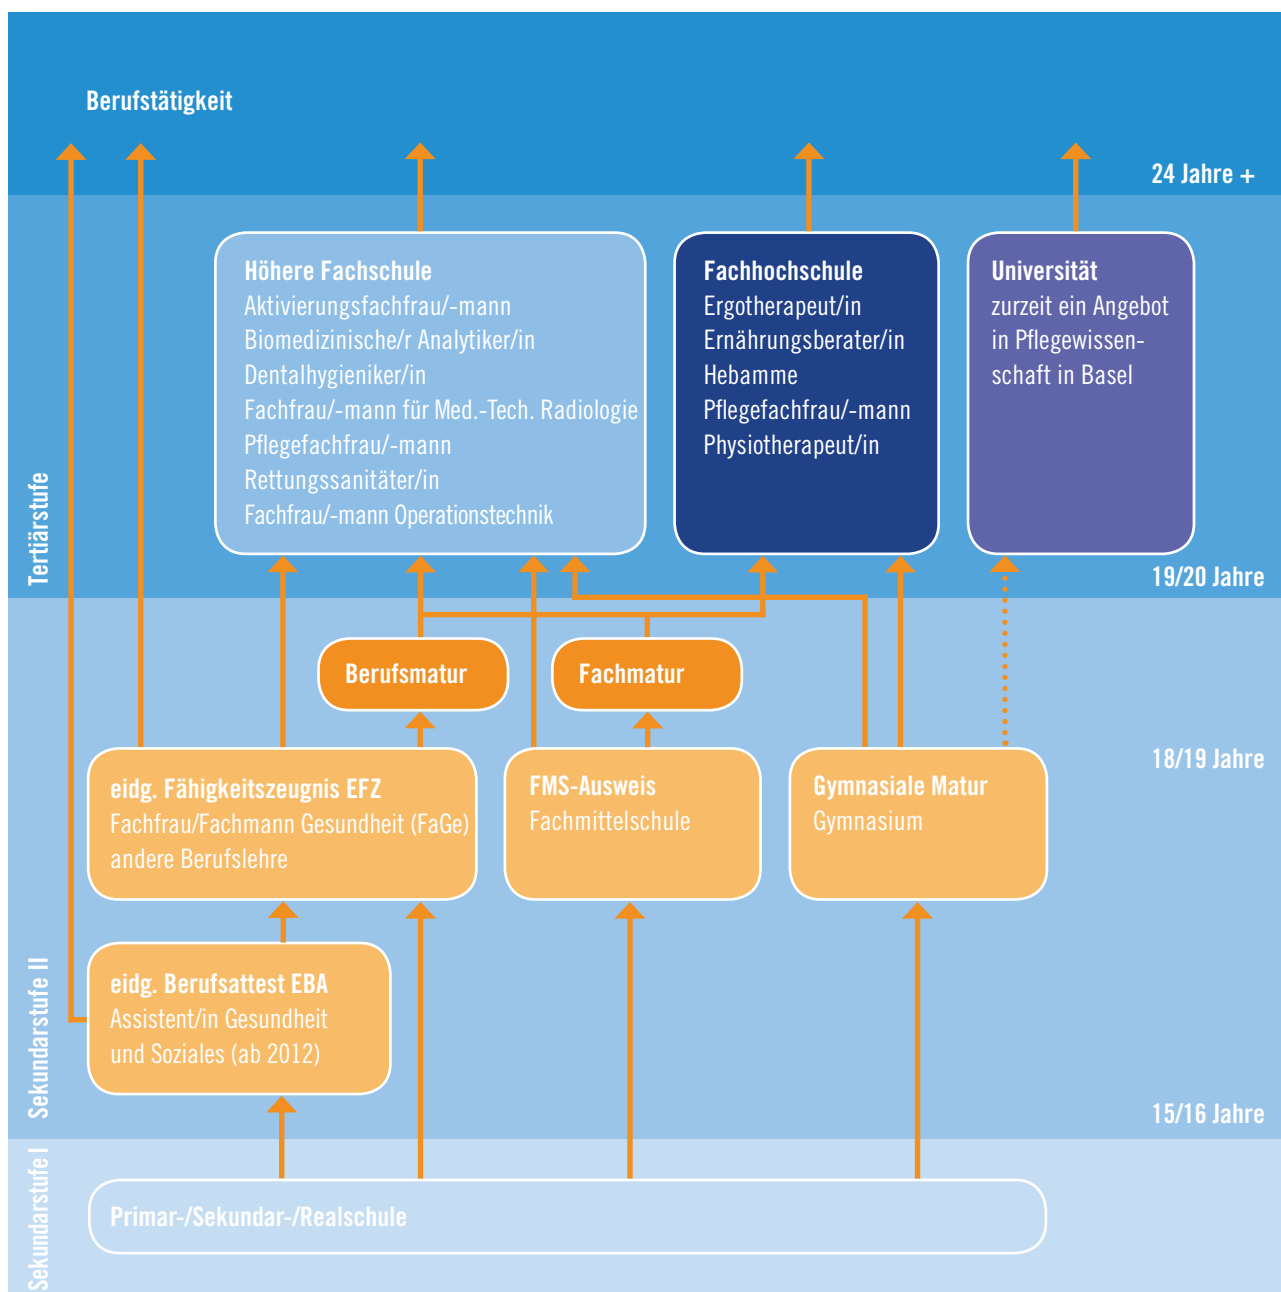 Berufstätigkeit
24 Jahre +
Höhere Fachschule
Aktivierungsfachfrau/-mann
Biomedizinische/r Analytiker/in
Dentalhygieniker/in
Fachfrau/-mann für Med.-Tech. Radiologie
Pflegefachfrau/-mann
Rettungssanitäter/in
Fachfrau/-mann Operationstechnik
Fachhochschule
Ergotherapeut/in
Ernährungsberater/in
Hebamme
Pflegefachfrau/-mann
Physiotherapeut/in
Universität
zurzeit ein Angebot
in Pflegewissen-
schaft in Basel
Tertiärstufe
19/20 Jahre
Berufsmatur
Fachmatur
18/19 Jahre
eidg. Fähigkeitszeugnis EFZ
Fachfrau/Fachmann Gesundheit (FaGe)
andere Berufslehre
FMS-Ausweis
Fachmittelschule
Gymnasiale Matur
Gymnasium
eidg. Berufsattest EBA
Assistent/in Gesundheit
und Soziales (ab 2012)
Sekundarstufe II
15/16 Jahre
Sekundarstufe I
Primar-/Sekundar-/Realschule